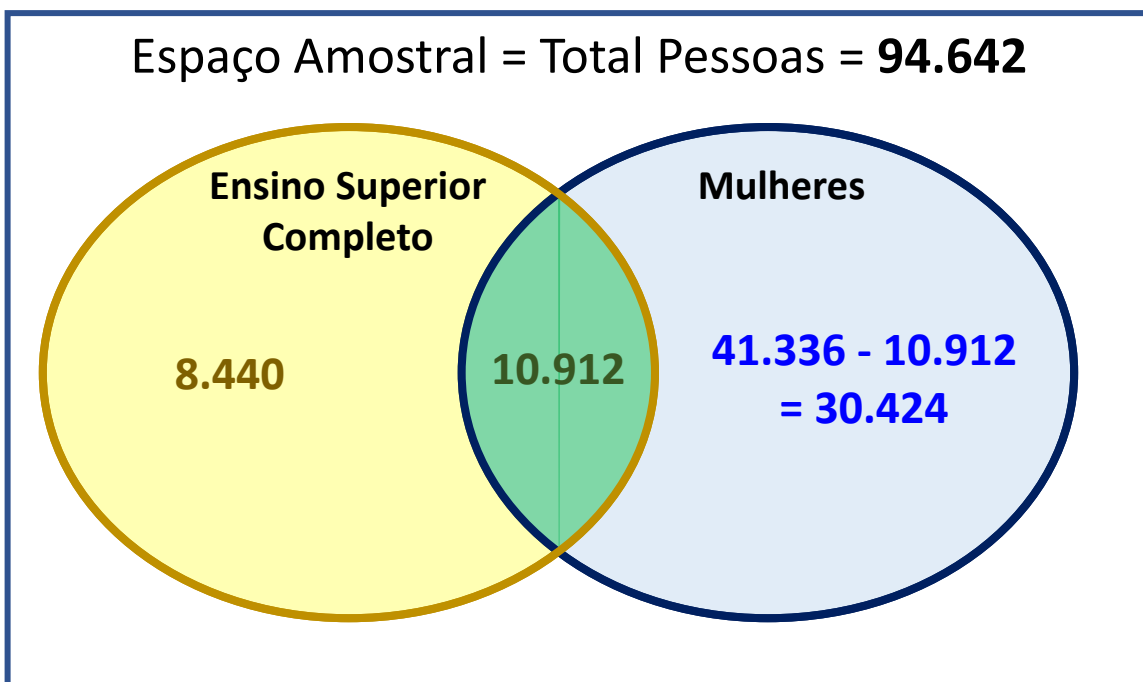 Espaço Amostral = Total Pessoas = 94.642
Ensino Superior
Completo
Mulheres
8.440
10.912
41.336 - 10.912
= 30.424